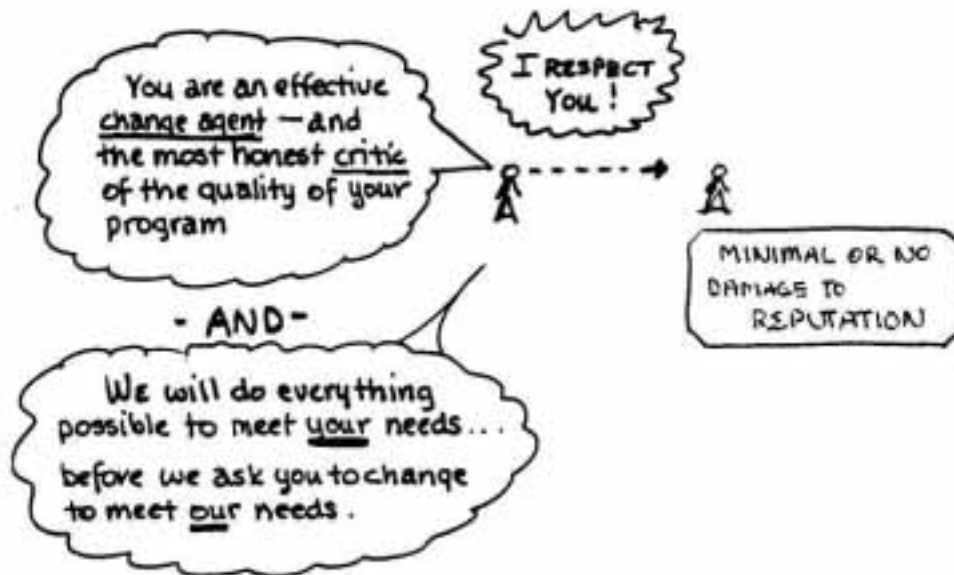 You are an effective
change agent — and
the most honest critic
of the quality of your
program
I RESPECT
YOU!
MINIMAL OR NO
DAMAGE TO
REPUTATION
- AND -
WE will do everything
possible to meet your needs...
before we ask you to change
to meet our needs.